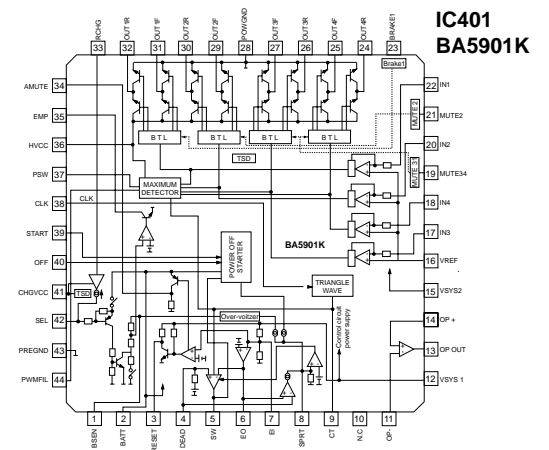 IC401
BA5901K
RCHG
OUT1R
OUT1F
OUT2R
OUT2F
POWGND
OUT3F
OUT3R
OUT4F
OUT4R
BRAKE1
33
32
31
30
29
28
27
26
25
24
23
AMUTE 34
EMP 35
HVCC 36
PSW 37
CLK 38
START 39
OFF 40
CHGVCC 41
SEL 42
PREGND 43
PWMFIL 44
Brake1
MUTE 2
MUTE 34
BTL
BTL
BTL
BTL
TSD
MAXIMUM
DETECTOR
CLK
POWER OFF
STARTER
BA5901K
TRIANGLE
WAVE
TSD
Over-voltzer
Control circuit
power supply
22 IN1
21 MUTE2
20 IN2
19 MUTE34
18 IN4
17 IN3
16 VREF
15 VSYS2
14 OP +
13 OP OUT
12 VSYS 1
1
2
3
4
5
6
7
8
9
10
11
BSEN
BATT
RESET
DEAD
SW
EO
EI
SPRT
CT
N.C
OP-